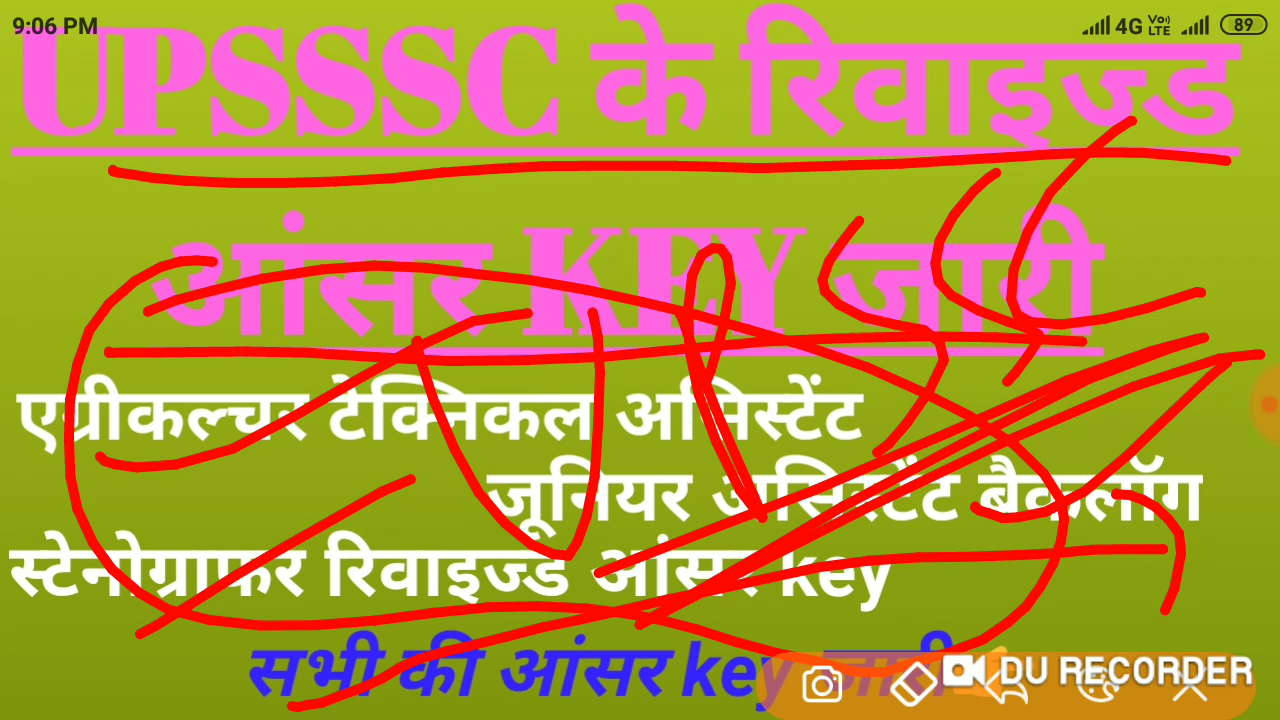 9:06 PM 4G VoLTE 89
UPSSSC के रिवाइज्ड
आंसर KEY जारी
एग्रीकल्चर टेक्निकल असिस्टेंट
जूनियर असिस्टेंट बैकलॉग
स्टेनोग्राफर रिवाइज्ड आंसर key
सभी की आंसर key जारी
DU RECORDER